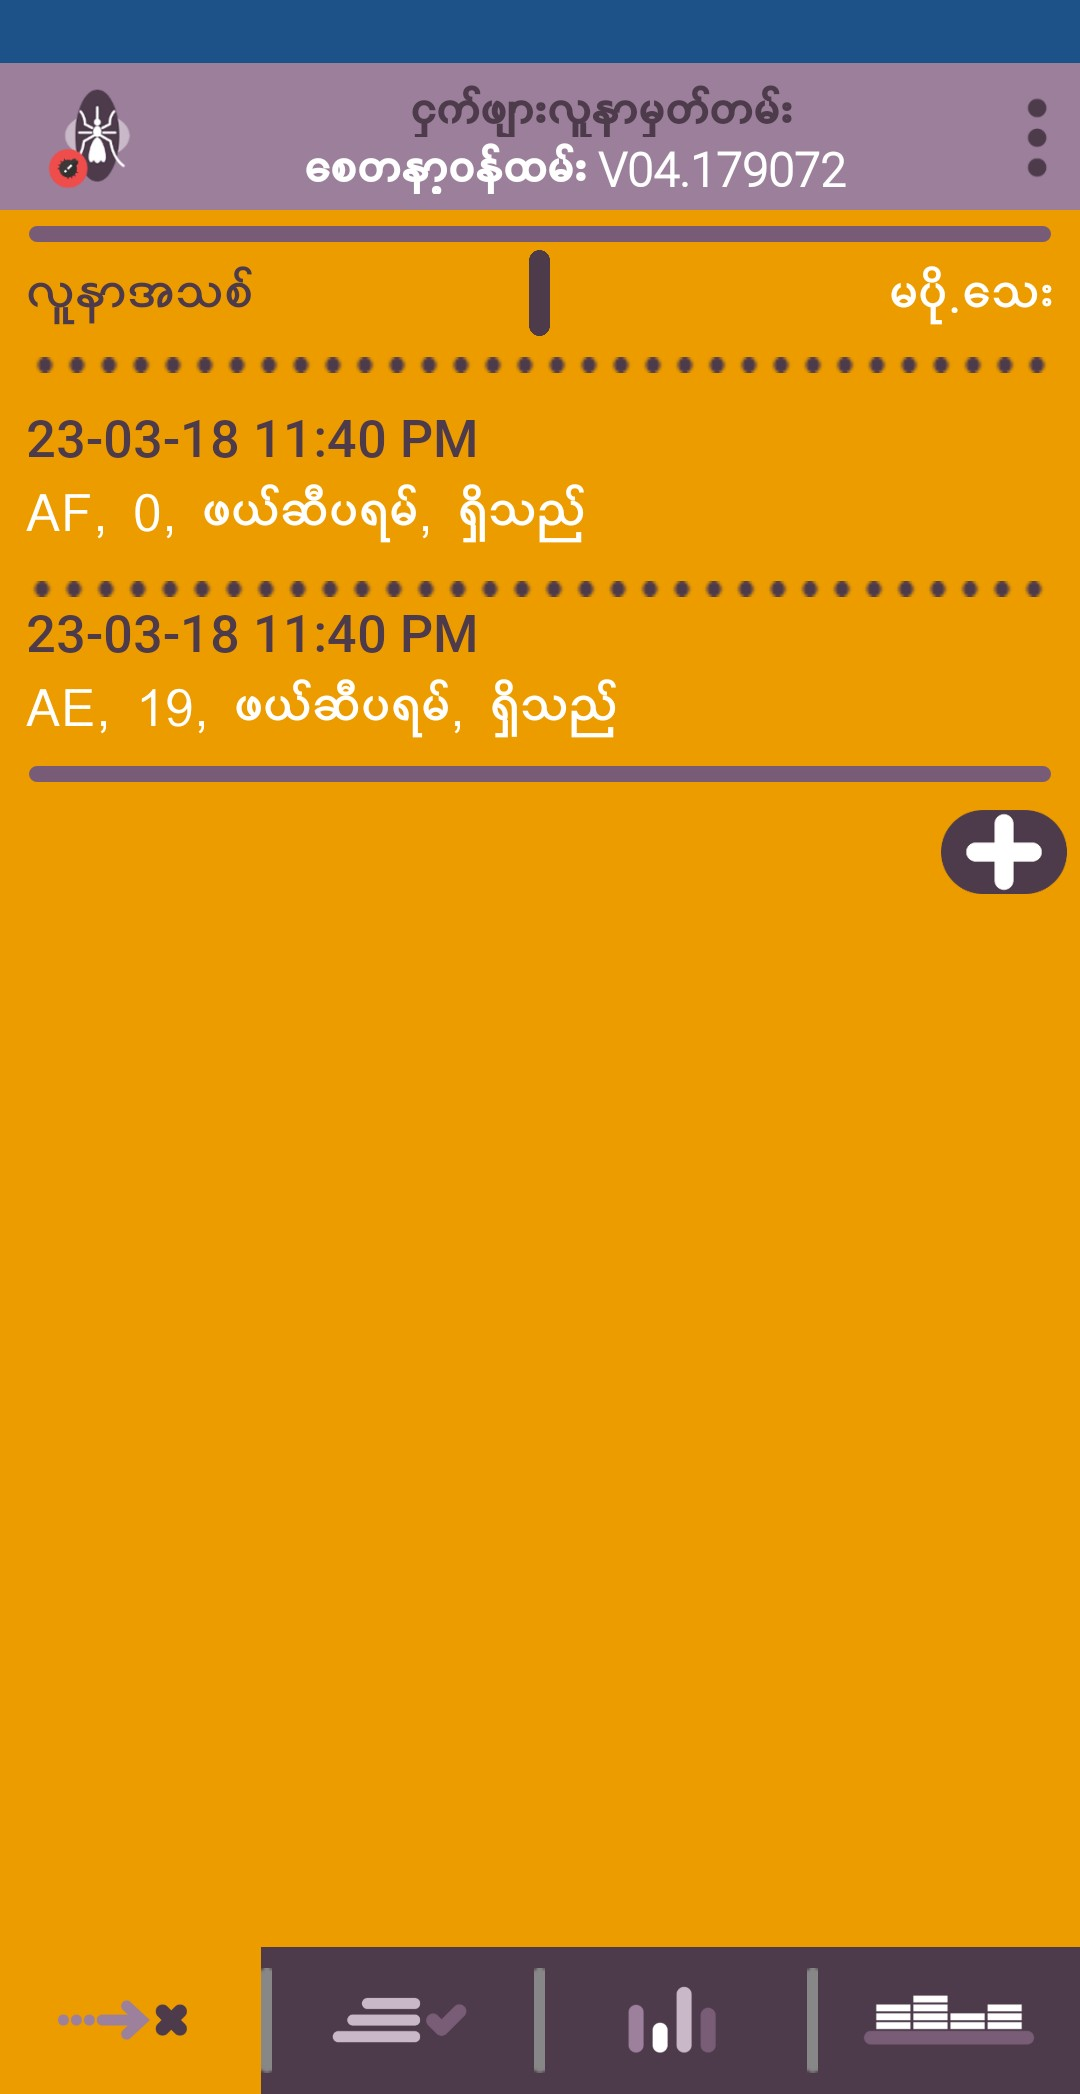 ငှက်ဖျားလူနာမှတ်တမ်း
စေတနာ့ဝန်ထမ်း V04.179072
လူနာအသစ် မပို.သေး
23-03-18 11:40 PM
AF, 0, ဖယ်ဆီပရမ်, ရှိသည်
23-03-18 11:40 PM
AE, 19, ဖယ်ဆီပရမ်, ရှိသည်